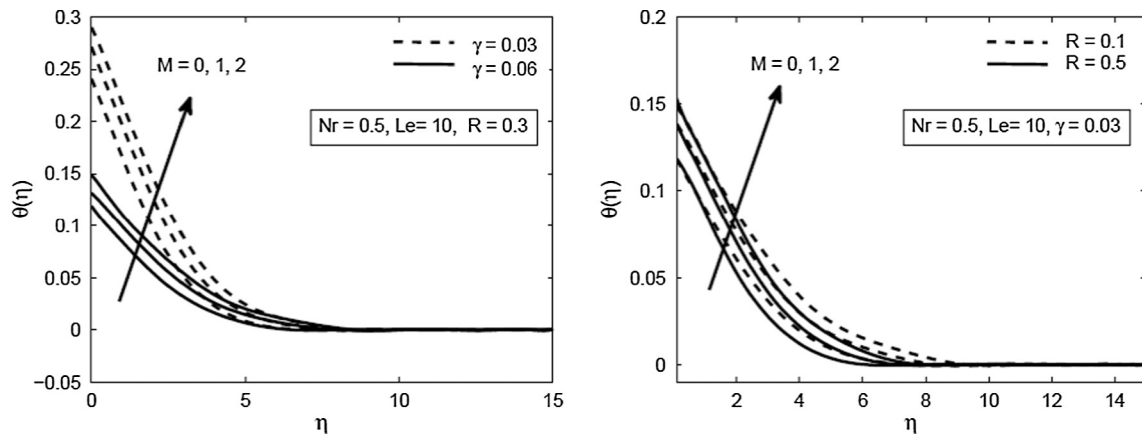 0.3
0.25
0.2
0.15
0.1
0.05
0
−0.05
θ(η)
0 5 10 15
η
M = 0, 1, 2
γ = 0.03
γ = 0.06
Nr = 0.5, Le= 10, R = 0.3
0.2
0.15
0.1
0.05
0
θ(η)
2 4 6 8 10 12 14
η
M = 0, 1, 2
R = 0.1
R = 0.5
Nr = 0.5, Le= 10, γ = 0.03